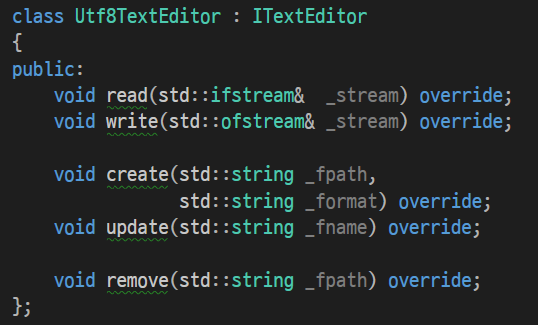 class Utf8TextEditor : ITextEditor
{
public:
    void read(std::ifstream&  _stream) override;
    void write(std::ofstream& _stream) override;

    void create(std::string _fpath,
                std::string _format) override;
    void update(std::string _fname) override;

    void remove(std::string _fpath) override;
};